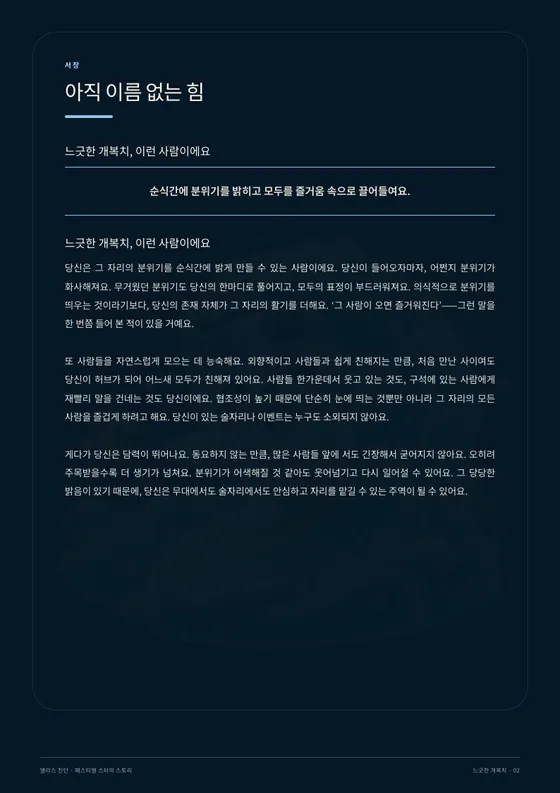 서장
아직 이름 없는 힘
느긋한 개복치, 이런 사람이에요
순식간에 분위기를 밝히고 모두를 즐거움 속으로 끌어들여요.
느긋한 개복치, 이런 사람이에요
당신은 그 자리의 분위기를 순식간에 밝게 만들 수 있는 사람이에요. 당신이 들어오자마자, 어쩐지 분위기가
화사해져요. 무거웠던 분위기도 당신의 한마디로 풀어지고, 모두의 표정이 부드러워져요. 의식적으로 분위기를
띄우는 것이라기보다, 당신의 존재 자체가 그 자리의 활기를 더해요. ‘그 사람이 오면 즐거워진다’——그런 말을
한 번쯤 들어 본 적이 있을 거예요.
또 사람들을 자연스럽게 모으는 데 능숙해요. 외향적이고 사람들과 쉽게 친해지는 만큼, 처음 만난 사이여도
당신이 허브가 되어 어느새 모두가 친해져 있어요. 사람들 한가운데서 웃고 있는 것도, 구석에 있는 사람에게
재빨리 말을 건네는 것도 당신이에요. 협조성이 높기 때문에 단순히 눈에 띄는 것뿐만 아니라 그 자리의 모든
사람을 즐겁게 하려고 해요. 당신이 있는 술자리나 이벤트는 누구도 소외되지 않아요.
게다가 당신은 담력이 뛰어나요. 동요하지 않는 만큼, 많은 사람들 앞에 서도 긴장해서 굳어지지 않아요. 오히려
주목받을수록 더 생기가 넘쳐요. 분위기가 어색해질 것 같아도 웃어넘기고 다시 일어설 수 있어요. 그 당당한
밝음이 있기 때문에, 당신은 무대에서도 술자리에서도 안심하고 자리를 맡길 수 있는 주역이 될 수 있어요.
앨리스 진단 · 페스티벌 스타의 스토리
느긋한 개복치 · 02